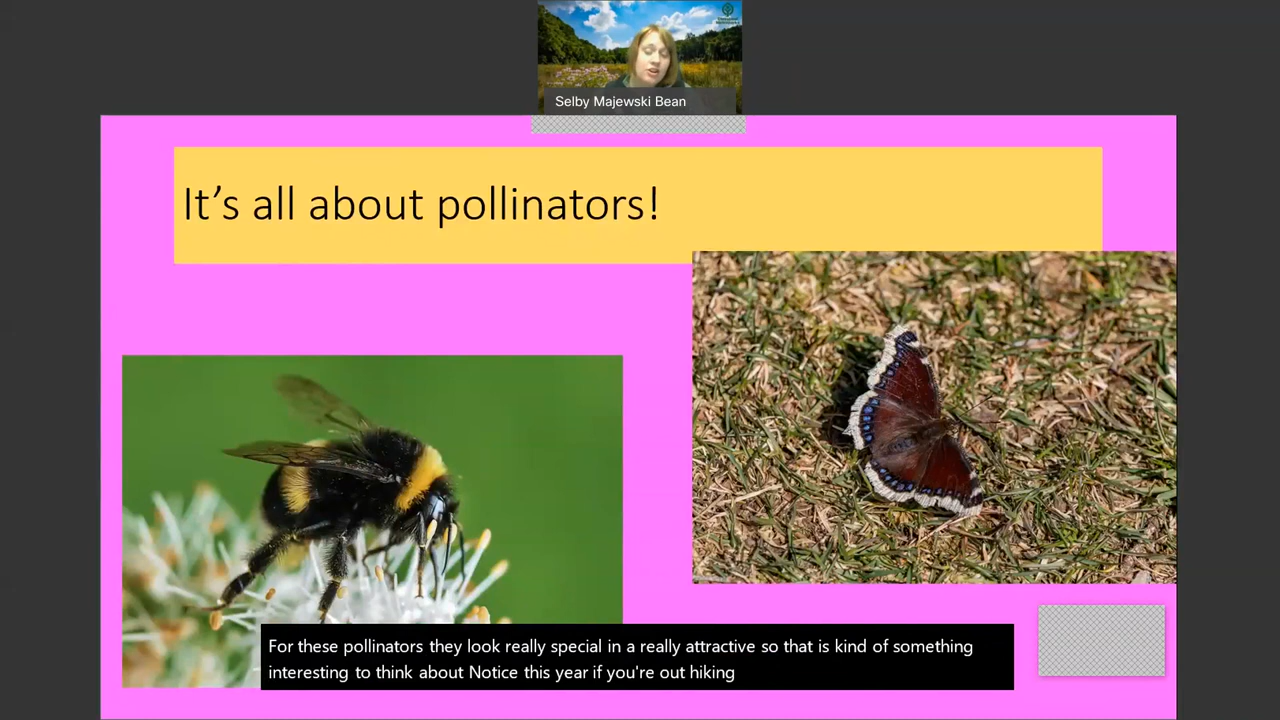 Selby Majewski Bean
It’s all about pollinators!
For these pollinators they look really special in a really attractive so that is kind of something
interesting to think about Notice this year if you're out hiking